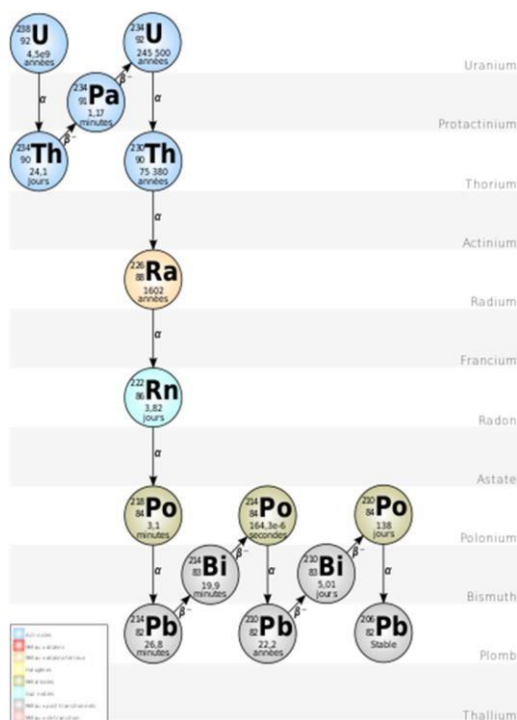 238
92 U
4,5e9
années
234
92 U
245 500
années
Uranium
α
β⁻
α
234
91 Pa
1,17
minutes
Protactinium
β⁻
234
90 Th
24,1
jours
230
90 Th
75 380
années
Thorium
α
Actinium
226
88 Ra
1602
années
Radium
α
Francium
222
86 Rn
3,82
jours
Radon
α
Astate
218
84 Po
3,1
minutes
214
84 Po
164,3e-6
secondes
210
84 Po
138
jours
Polonium
α
β⁻
α
β⁻
α
214
83 Bi
19,9
minutes
210
83 Bi
5,01
jours
Bismuth
β⁻
β⁻
214
82 Pb
26,8
minutes
210
82 Pb
22,2
années
206
82 Pb
Stable
Plomb
Thallium